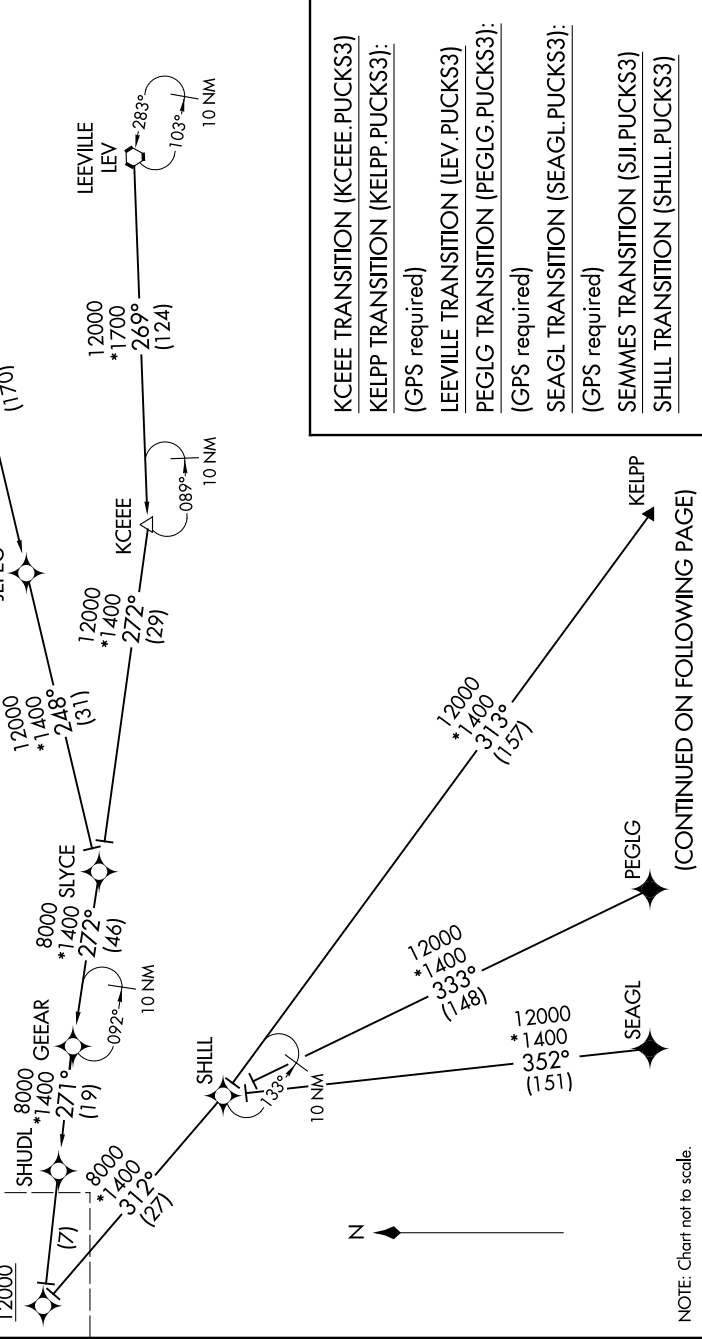 (170)
LEEVILLE
LEV
283°
103°
10 NM
12000
*1700
269°
(124)
KCEEE
089°
10 NM
12000
*1400
248°
(31)
12000
*1400
272°
(29)
SLYCE
8000
*1400
272°
(46)
GEEAR
092°
10 NM
SHUDL
8000
*1400
271°
(19)
12000
(7)
8000
*1400
312°
(27)
SHLLL
133°
10 NM
12000
*1400
313°
(157)
KELPP
12000
*1400
333°
(148)
PEGLG
12000
*1400
352°
(151)
SEAGL
N
NOTE: Chart not to scale.
(CONTINUED ON FOLLOWING PAGE)
KCEEE TRANSITION (KCEEE.PUCKS3)
KELPP TRANSITION (KELPP.PUCKS3):
(GPS required)
LEEVILLE TRANSITION (LEV.PUCKS3)
PEGLG TRANSITION (PEGLG.PUCKS3):
(GPS required)
SEAGL TRANSITION (SEAGL.PUCKS3):
(GPS required)
SEMMES TRANSITION (SJI.PUCKS3)
SHLLL TRANSITION (SHLLL.PUCKS3)